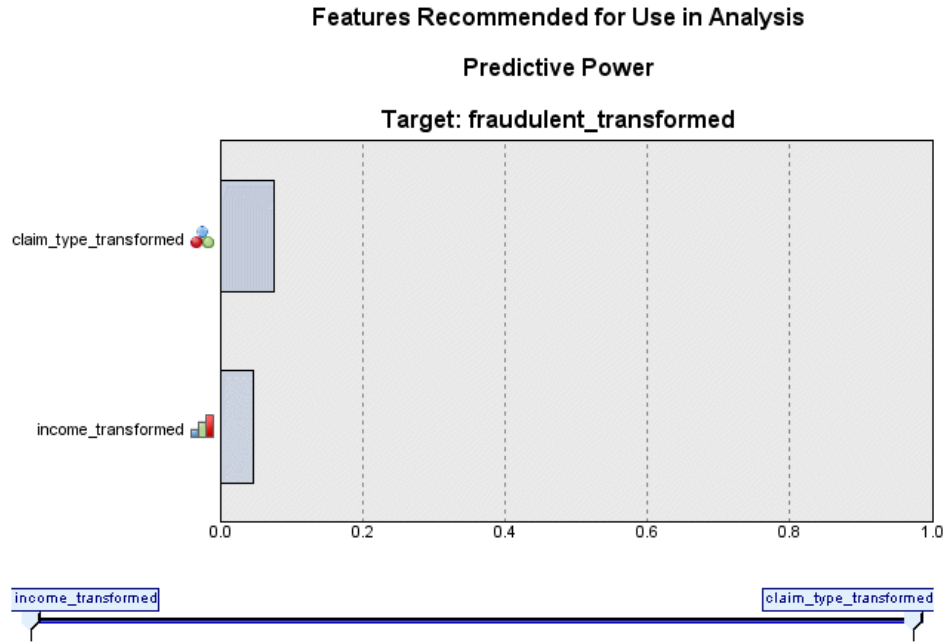 Features Recommended for Use in Analysis
Predictive Power
Target: fraudulent_transformed
claim_type_transformed
income_transformed
0.0 0.2 0.4 0.6 0.8 1.0
income_transformed claim_type_transformed